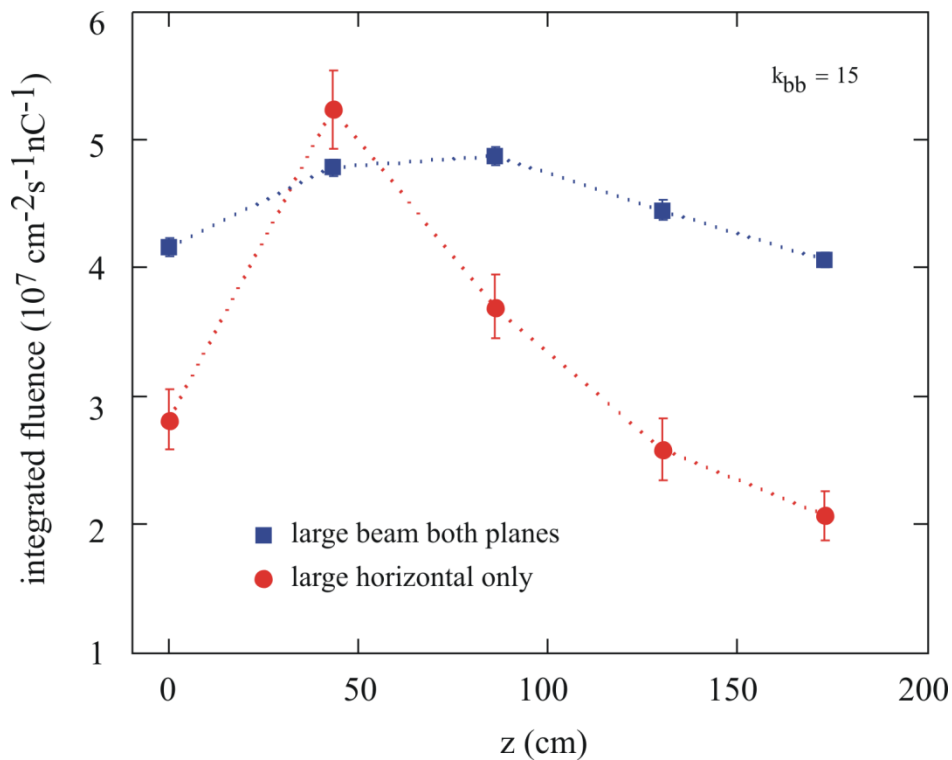 6
k_bb = 15
5
4
3
2
1
integrated fluence (10^7 cm^-2 s^-1 nC^-1)
large beam both planes
large horizontal only
0
50
100
150
200
z (cm)